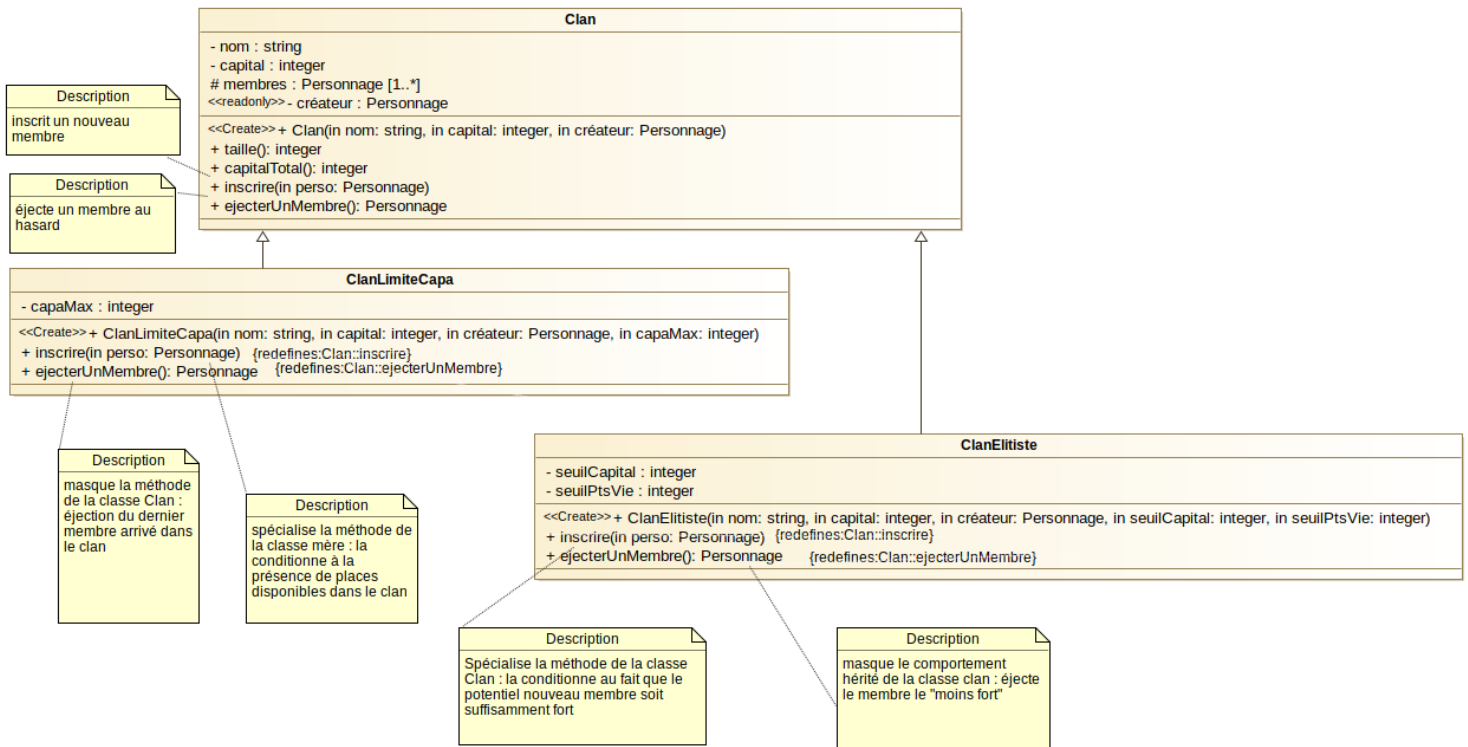 Clan
- nom : string
- capital : integer
# membres : Personnage [1..*]
<<readonly>> - créateur : Personnage
<<Create>> + Clan(in nom: string, in capital: integer, in créateur: Personnage)
+ taille(): integer
+ capitalTotal(): integer
+ inscrire(in perso: Personnage)
+ ejecterUnMembre(): Personnage
Description
inscrit un nouveau
membre
Description
éjecte un membre au
hasard
ClanLimiteCapa
- capaMax : integer
<<Create>> + ClanLimiteCapa(in nom: string, in capital: integer, in créateur: Personnage, in capaMax: integer)
+ inscrire(in perso: Personnage) {redefines:Clan::inscrire}
+ ejecterUnMembre(): Personnage {redefines:Clan::ejecterUnMembre}
Description
masque la méthode
de la classe Clan :
éjection du dernier
membre arrivé dans
le clan
Description
spécialise la méthode de
la classe mère : la
conditionne à la
présence de places
disponibles dans le clan
ClanElitiste
- seuilCapital : integer
- seuilPtsVie : integer
<<Create>> + ClanElitiste(in nom: string, in capital: integer, in créateur: Personnage, in seuilCapital: integer, in seuilPtsVie: integer)
+ inscrire(in perso: Personnage) {redefines:Clan::inscrire}
+ ejecterUnMembre(): Personnage {redefines:Clan::ejecterUnMembre}
Description
Spécialise la méthode de la classe
Clan : la conditionne au fait que le
potentiel nouveau membre soit
suffisamment fort
Description
masque le comportement
hérité de la classe clan : éjecte
le membre le "moins fort"